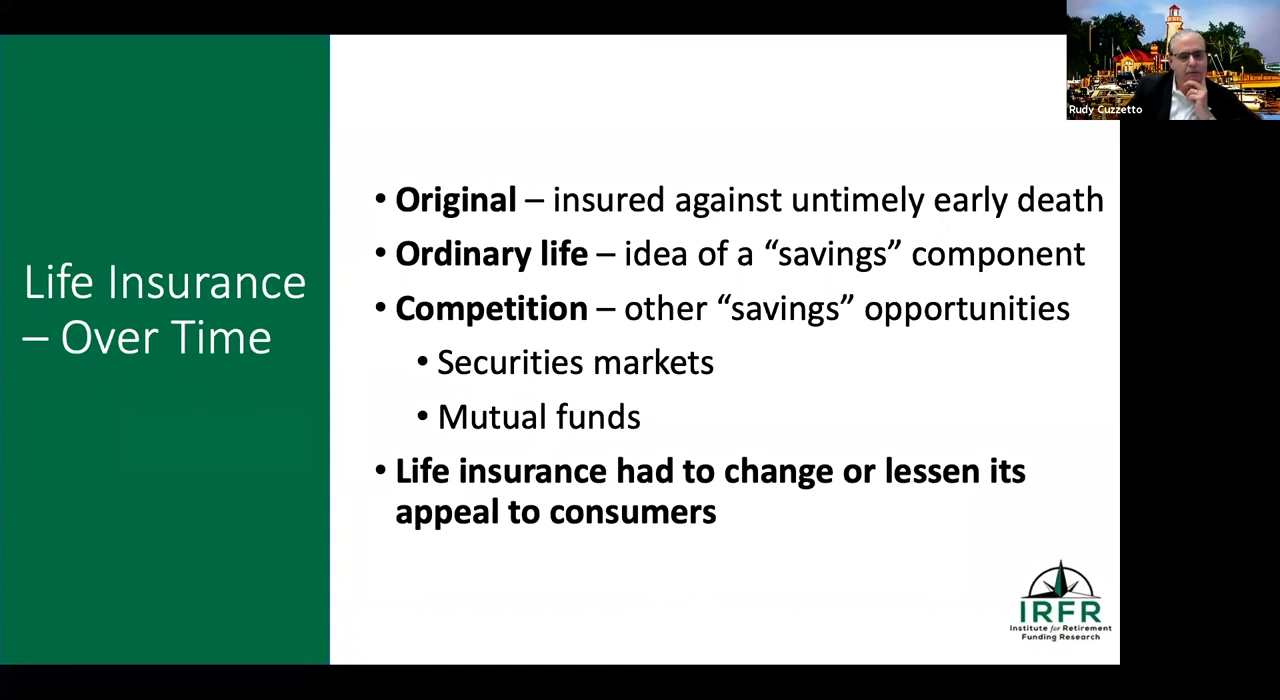 Rudy Cuzzetto
Life Insurance
– Over Time
• Original – insured against untimely early death
• Ordinary life – idea of a “savings” component
• Competition – other “savings” opportunities
• Securities markets
• Mutual funds
• Life insurance had to change or lessen its
appeal to consumers
IRFR
Institute for Retirement
Funding Research